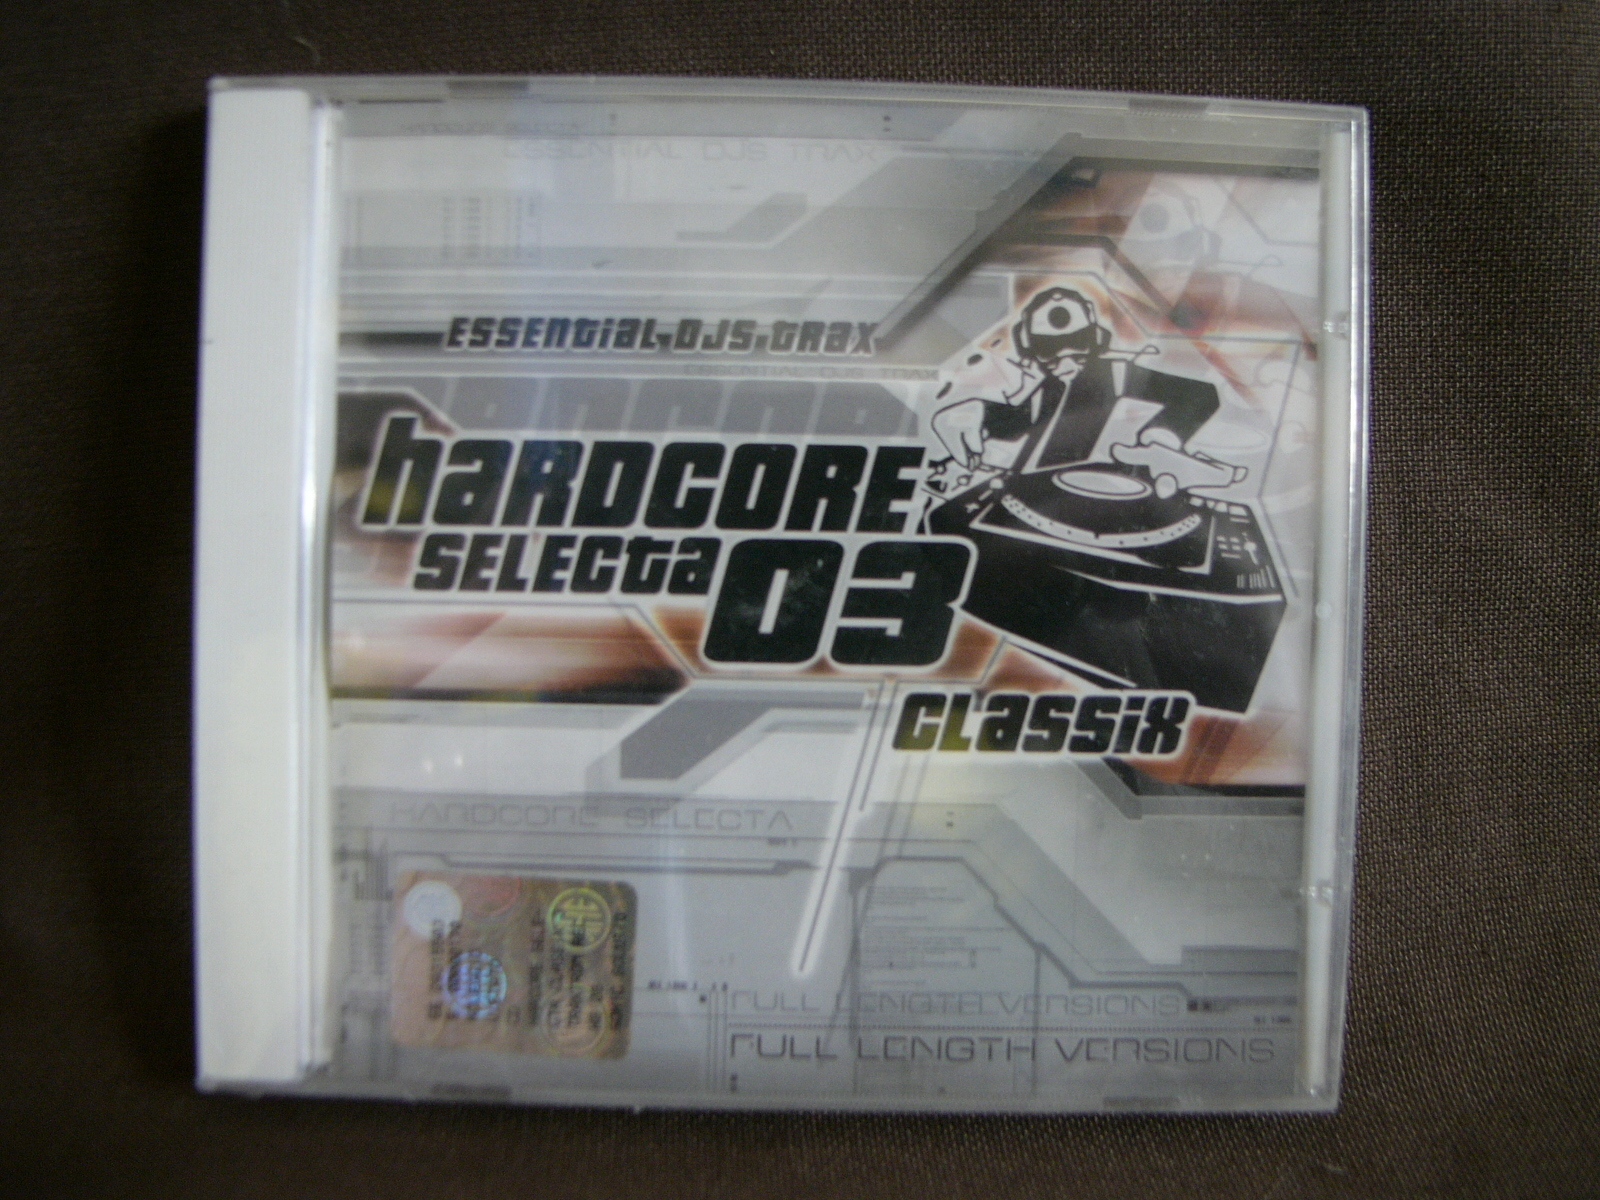 ESSENTIAL DJS TRAX
ESSENTIAL.DJS.TRAX
ESSENTIAL DJS TRAX
HARDCORE
SELECTA 03
CLASSIX
HARDCORE SELECTA
FULL LENGTH VERSIONS
FULL LENGTH VERSIONS